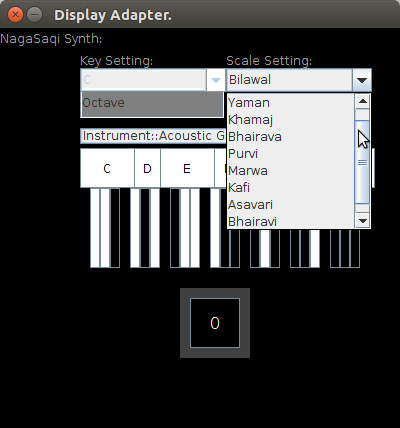 Display Adapter.
NagaSaqi Synth:
Key Setting: Scale Setting:
C Bilawal
Octave
Yaman
Khamaj
Bhairava
Purvi
Marwa
Kafi
Asavari
Bhairavi
Instrument::Acoustic G
C D E
0